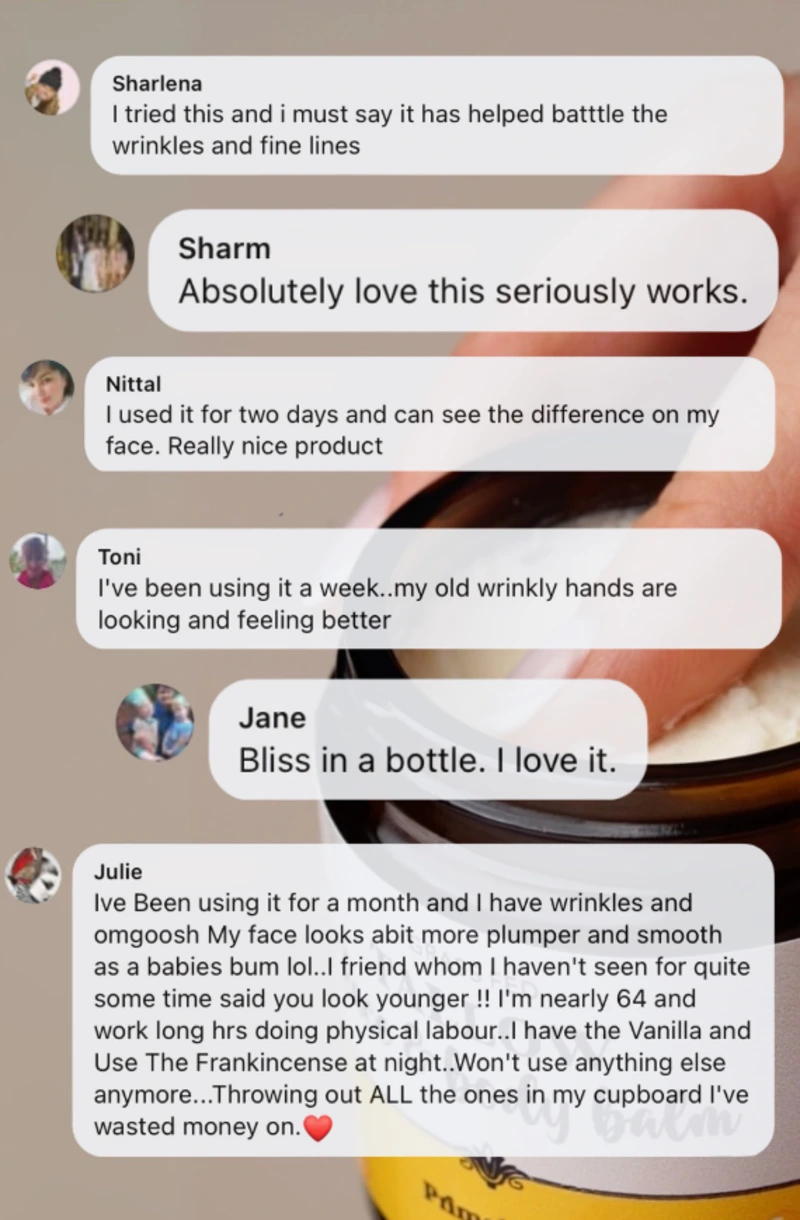 Sharlena
I tried this and i must say it has helped batttle the
wrinkles and fine lines
Sharm
Absolutely love this seriously works.
Nittal
I used it for two days and can see the difference on my
face. Really nice product
Toni
I've been using it a week..my old wrinkly hands are
looking and feeling better
Jane
Bliss in a bottle. I love it.
Julie
Ive Been using it for a month and I have wrinkles and
omgoosh My face looks abit more plumper and smooth
as a babies bum lol..I friend whom I haven't seen for quite
some time said you look younger !! I'm nearly 64 and
work long hrs doing physical labour..I have the Vanilla and
Use The Frankincense at night..Won't use anything else
anymore...Throwing out ALL the ones in my cupboard I've
wasted money on.❤️
body balm